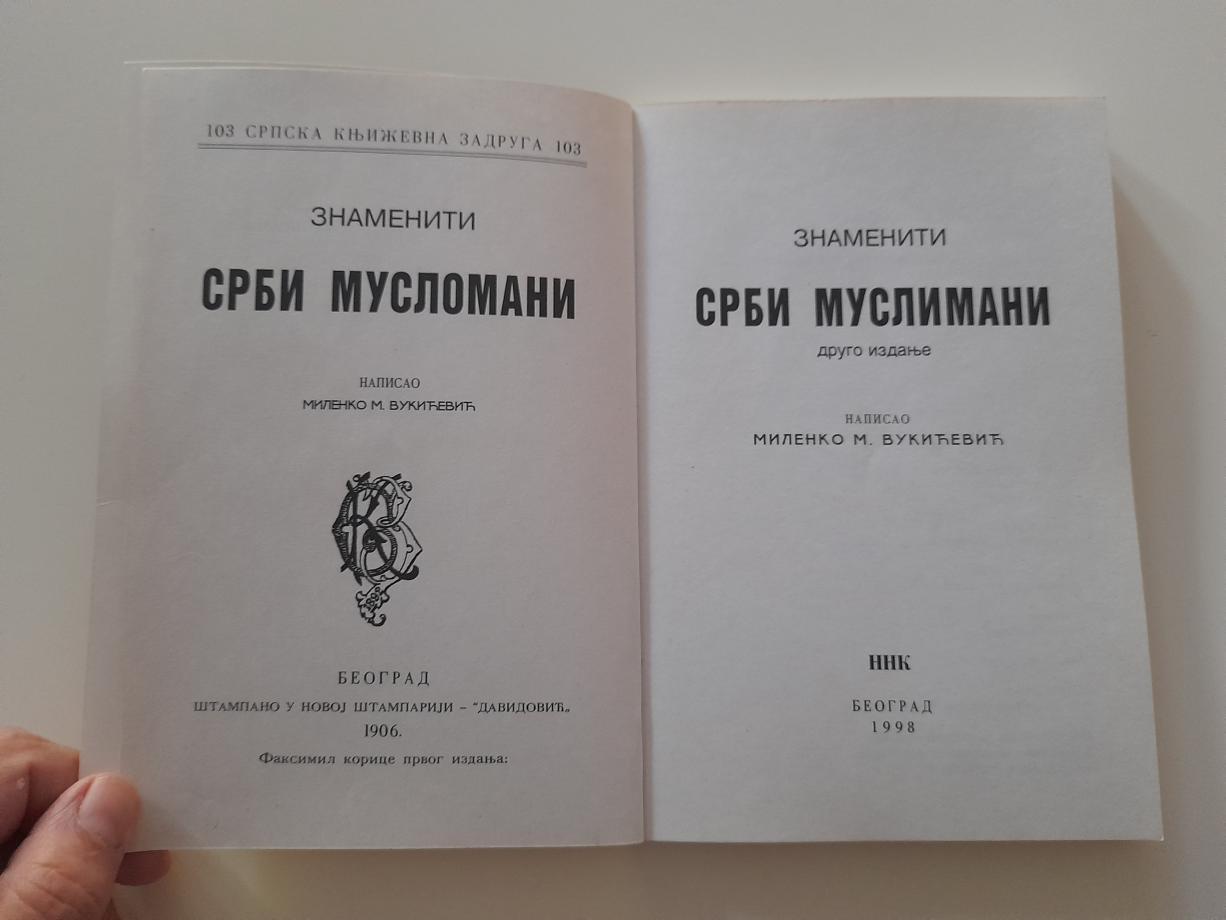 103 СРПСКА КЊИЖЕВНА ЗАДРУГА 103
ЗНАМЕНИТИ
СРБИ МУСЛОМАНИ
НАПИСАО
МИЛЕНКО М. ВУКИЋЕВИЋ
БЕОГРАД
ШТАМПАНО У НОВОЈ ШТАМПАРИЈИ – "ДАВИДОВИЋ„
1906.
Факсимил корице првог издања:
ЗНАМЕНИТИ
СРБИ МУСЛИМАНИ
друго издање
НАПИСАО
МИЛЕНКО М. ВУКИЋЕВИЋ
ННК
БЕОГРАД
1998